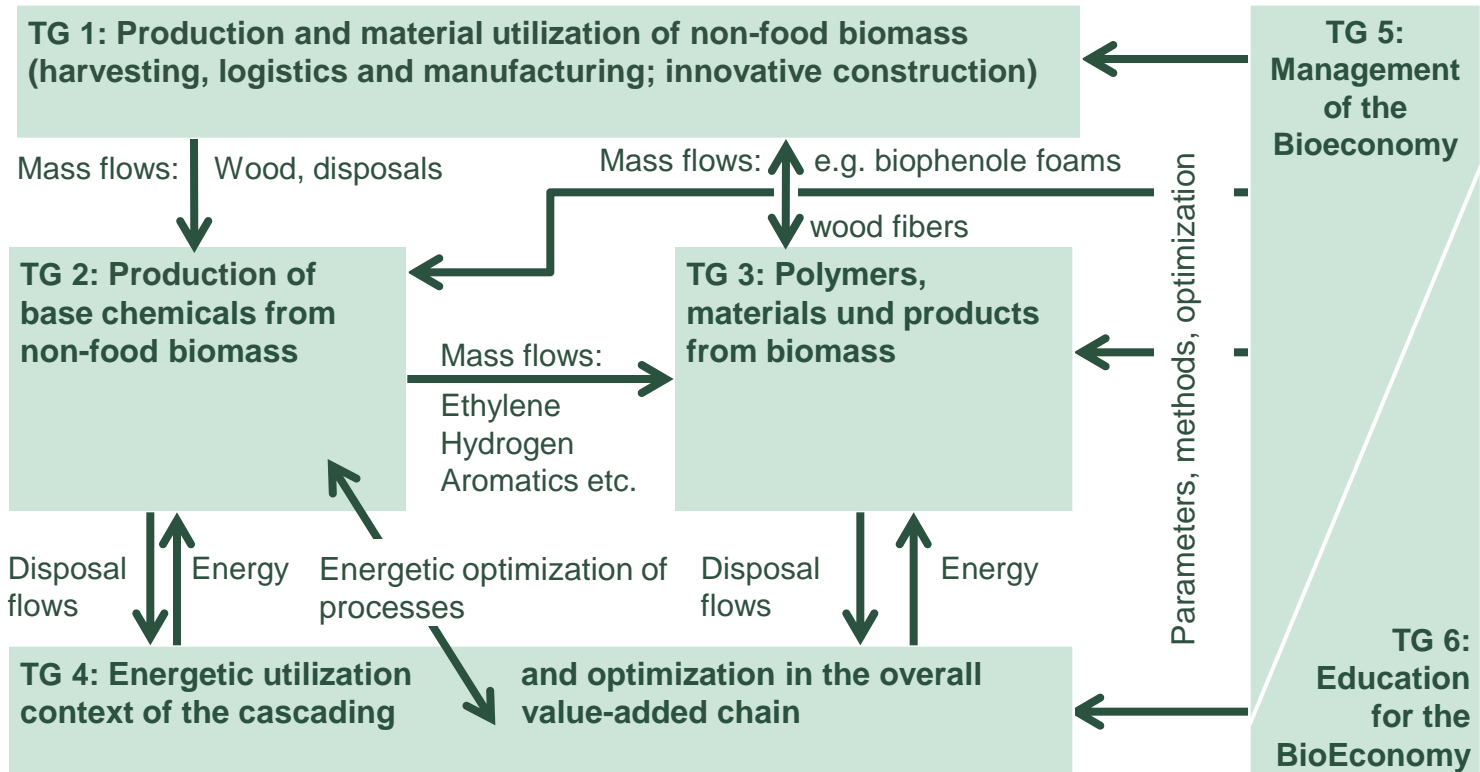 TG 1: Production and material utilization of non-food biomass
(harvesting, logistics and manufacturing; innovative construction)
TG 5:
Management
of the
Bioeconomy
Mass flows:
Wood, disposals
Mass flows:
e.g. biophenole foams
wood fibers
Parameters, methods, optimization
TG 2: Production of
base chemicals from
non-food biomass
Mass flows:
Ethylene
Hydrogen
Aromatics etc.
TG 3: Polymers,
materials und products
from biomass
Disposal
flows
Energy
Energetic optimization of
processes
Disposal
flows
Energy
TG 4: Energetic utilization and optimization in the overall
context of the cascading value-added chain
TG 6:
Education
for the
BioEconomy